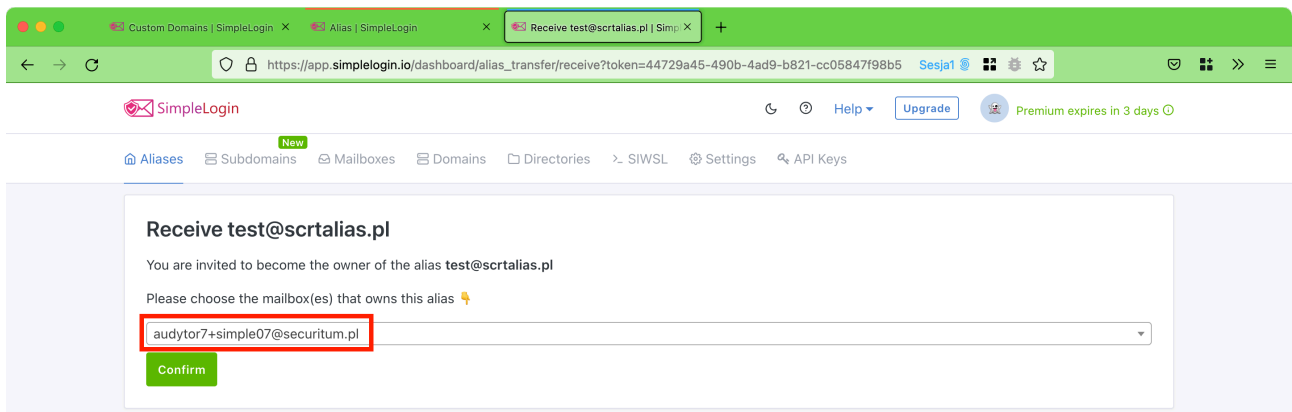 Custom Domains | SimpleLogin
Alias | SimpleLogin
Receive test@scrtalias.pl | Simp
https://app.simplelogin.io/dashboard/alias_transfer/receive?token=44729a45-490b-4ad9-b821-cc05847f98b5 Sesja1
SimpleLogin
Help
Upgrade
Premium expires in 3 days
New
Aliases Subdomains Mailboxes Domains Directories SIWSL Settings API Keys
Receive test@scrtalias.pl
You are invited to become the owner of the alias test@scrtalias.pl
Please choose the mailbox(es) that owns this alias 👇
audytor7+simple07@securitum.pl
Confirm